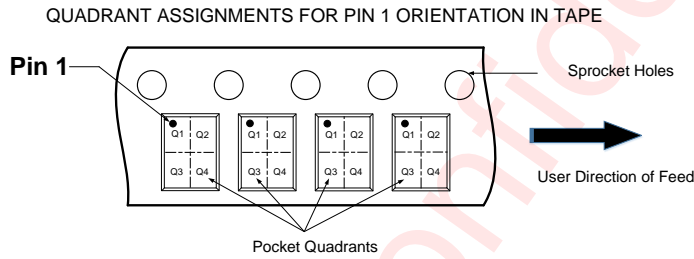 QUADRANT ASSIGNMENTS FOR PIN 1 ORIENTATION IN TAPE
Pin 1
Sprocket Holes
Q1 Q2 Q1 Q2 Q1 Q2 Q1 Q2
Q3 Q4 Q3 Q4 Q3 Q4 Q3 Q4
User Direction of Feed
Pocket Quadrants